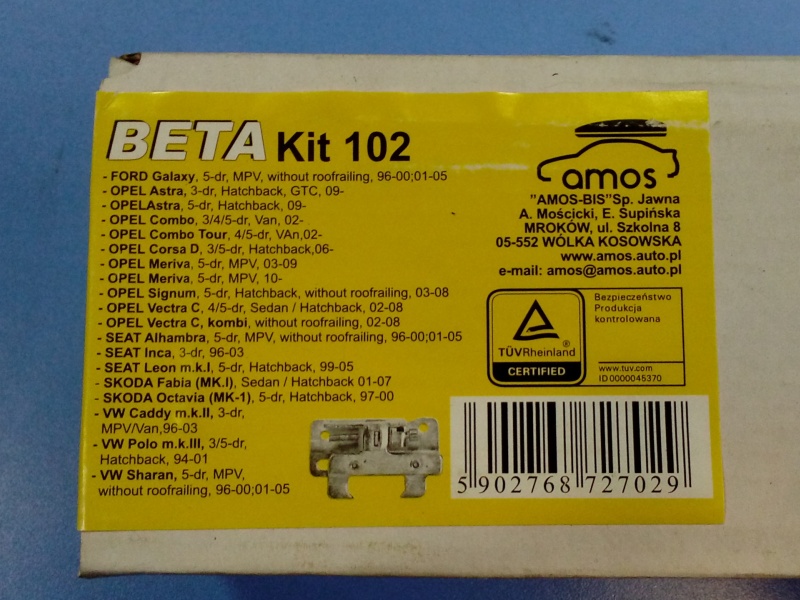 BETA Kit 102
- FORD Galaxy, 5-dr, MPV, without roofrailing, 96-00;01-05
- OPEL Astra, 3-dr, Hatchback, GTC, 09-
- OPELAstra, 5-dr, Hatchback, 09-
- OPEL Combo, 3/4/5-dr, Van, 02-
- OPEL Combo Tour, 4/5-dr, VAn,02-
- OPEL Corsa D, 3/5-dr, Hatchback,06-
- OPEL Meriva, 5-dr, MPV, 03-09
- OPEL Meriva, 5-dr, MPV, 10-
- OPEL Signum, 5-dr, Hatchback, without roofrailing, 03-08
- OPEL Vectra C, 4/5-dr, Sedan / Hatchback, 02-08
- OPEL Vectra C, kombi, without roofrailing, 02-08
- SEAT Alhambra, 5-dr, MPV, without roofrailing, 96-00;01-05
- SEAT Inca, 3-dr, 96-03
- SEAT Leon m.k.I, 5-dr, Hatchback, 99-05
- SKODA Fabia (MK.I), Sedan / Hatchback 01-07
- SKODA Octavia (MK-1), 5-dr, Hatchback, 97-00
- VW Caddy m.k.II, 3-dr,
MPV/Van,96-03
- VW Polo m.k.III, 3/5-dr,
Hatchback, 94-01
- VW Sharan, 5-dr, MPV,
without roofrailing, 96-00;01-05
amos
"AMOS-BIS"Sp. Jawna
A. Mościcki, E. Supińska
MROKÓW, ul. Szkolna 8
05-552 WÓLKA KOSOWSKA
www.amos.auto.pl
e-mail: amos@amos.auto.pl
TÜVRheinland ®
CERTIFIED
Bezpieczeństwo
Produkcja
kontrolowana
www.tuv.com
ID 0000045370
5 902768 727029